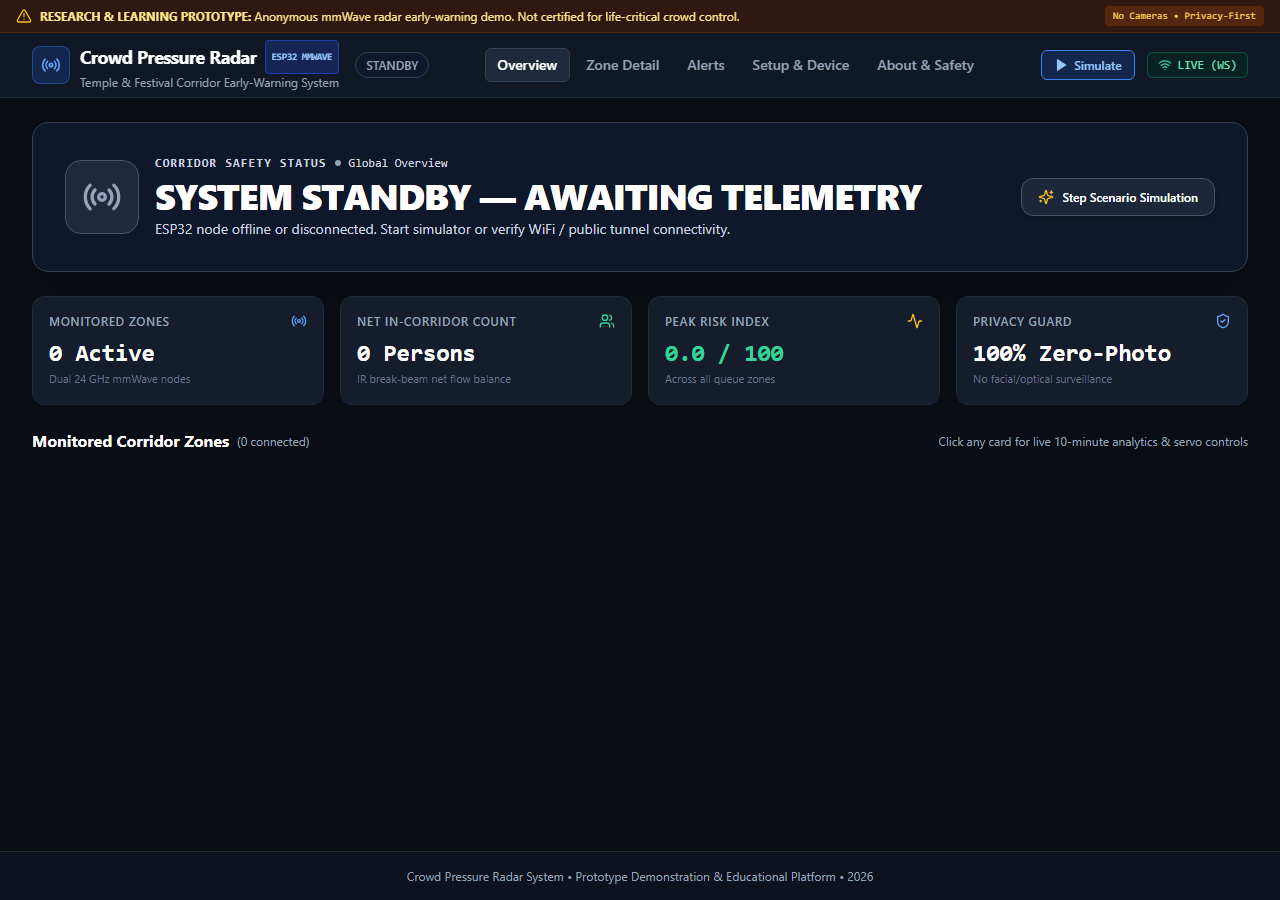 RESEARCH & LEARNING PROTOTYPE: Anonymous mmWave radar early-warning demo. Not certified for life-critical crowd control.
No Cameras • Privacy-First
Crowd Pressure Radar
ESP32 MMWAVE
Temple & Festival Corridor Early-Warning System
STANDBY
Overview
Zone Detail
Alerts
Setup & Device
About & Safety
Simulate
LIVE (WS)
CORRIDOR SAFETY STATUS ● Global Overview
SYSTEM STANDBY — AWAITING TELEMETRY
ESP32 node offline or disconnected. Start simulator or verify WiFi / public tunnel connectivity.
Step Scenario Simulation
MONITORED ZONES
0 Active
Dual 24 GHz mmWave nodes
NET IN-CORRIDOR COUNT
0 Persons
IR break-beam net flow balance
PEAK RISK INDEX
0.0 / 100
Across all queue zones
PRIVACY GUARD
100% Zero-Photo
No facial/optical surveillance
Monitored Corridor Zones (0 connected)
Click any card for live 10-minute analytics & servo controls
Crowd Pressure Radar System • Prototype Demonstration & Educational Platform • 2026